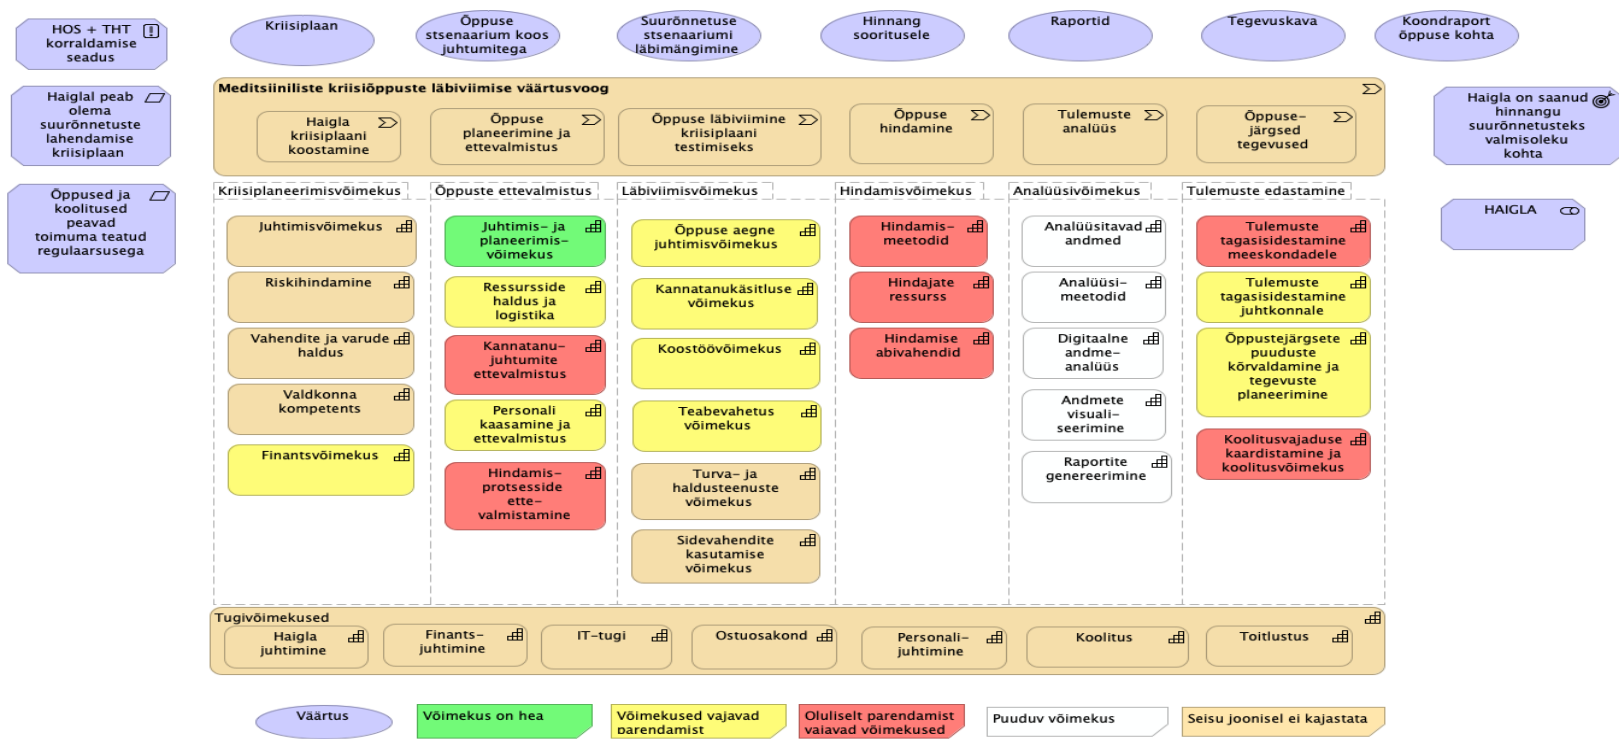 HOS + THT
korraldamise
seadus
Kriisiplaan
Õppuse
stsenaarium koos
juhtumitega
Suurõnnetuse
stsenaariumi
läbimängimine
Hinnang
sooritusele
Raportid
Tegevuskava
Koondraport
õppuse kohta
Haiglal peab
olema
suurõnnetuste
lahendamise
kriisiplaan
Õppused ja
koolitused
peavad
toimuma teatud
regulaarsusega
Meditsiiniliste kriisiõppuste läbiviimise väärtusvoog
Haigla
kriisiplaani
koostamine
Õppuse
planeerimine ja
ettevalmistus
Õppuse läbiviimine
kriisiplaani
testimiseks
Õppuse
hindamine
Tulemuste
analüüs
Õppuse-
järgsed
tegevused
Haigla on saanud
hinnangu
suurõnnetusteks
valmisoleku
kohta
HAIGLA
Kriisiplaneerimisvõimekus
Juhtimisvõimekus
Riskihindamine
Vahendite ja varude
haldus
Valdkonna
kompetents
Finantsvõimekus
Õppuste ettevalmistus
Juhtimis- ja
planeerimis-
võimekus
Ressursside
haldus ja
logistika
Kannatanu-
juhtumite
ettevalmistus
Personali
kaasamine ja
ettevalmistus
Hindamis-
protsesside
ette-
valmistamine
Läbiviimisvõimekus
Õppuse aegne
juhtimisvõimekus
Kannatanukäsitluse
võimekus
Koostöövõimekus
Teabevahetus
võimekus
Turva- ja
haldusteenuste
võimekus
Sidevahendite
kasutamise
võimekus
Hindamisvõimekus
Hindamis-
meetodid
Hindajate
ressurss
Hindamise
abivahendid
Analüüsivõimekus
Analüüsitavad
andmed
Analüüsi-
meetodid
Digitaalne
andme-
analüüs
Andmete
visuali-
seerimine
Raportite
genereerimine
Tulemuste edastamine
Tulemuste
tagasisidestamine
meeskondadele
Tulemuste
tagasisidestamine
juhtkonnale
Õppustejärgsete
puuduste
kõrvaldamine ja
tegevuste
planeerimine
Koolitusvajaduse
kaardistamine ja
koolitusvõimekus
Tugivõimekused
Haigla
juhtimine
Finants-
juhtimine
IT-tugi
Ostuosakond
Personali-
juhtimine
Koolitus
Toitlustus
Väärtus
Võimekus on hea
Võimekused vajavad
parendamist
Oluliselt parendamist
vajavad võimekused
Puuduv võimekus
Seisu joonisel ei kajastata